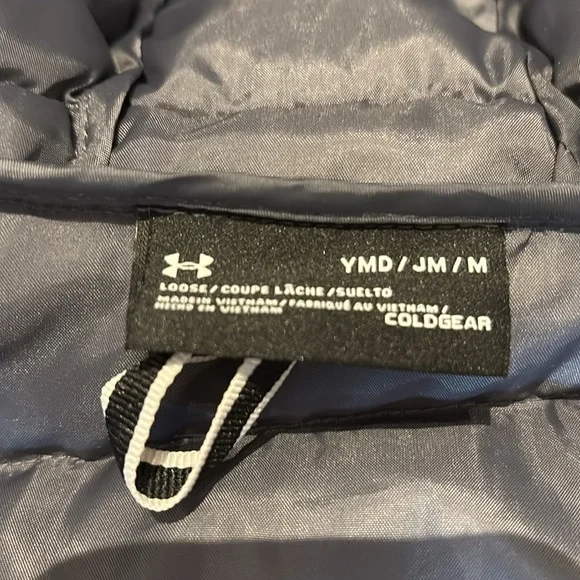 YMD / JM / M
LOOSE / COUPE LÂCHE / SUELTO
MADE IN VIETNAM / FABRIQUÉ AU VIETNAM /
HECHO EN VIETNAM
COLDGEAR